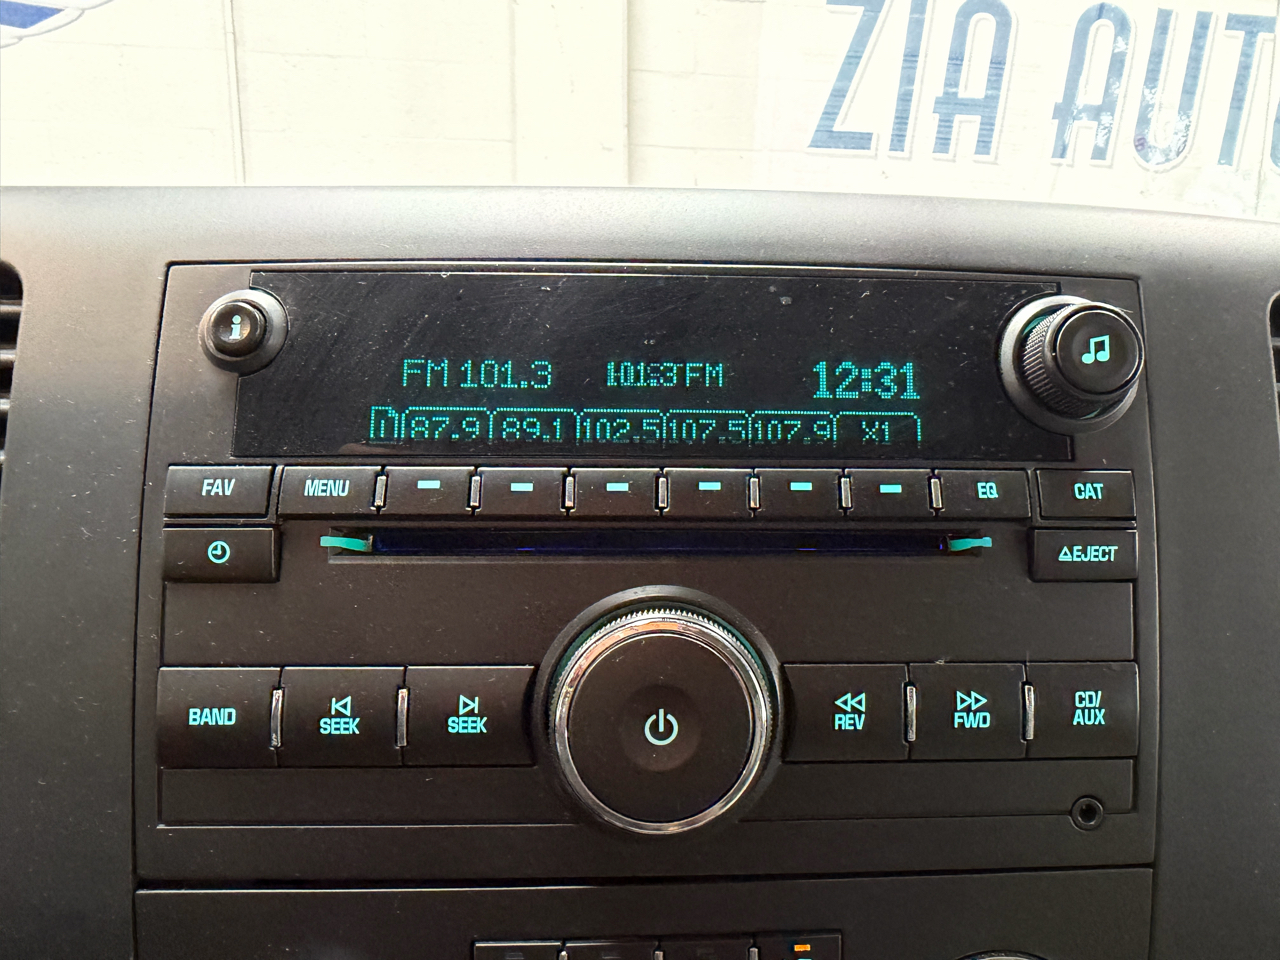 ZIA AUTO
i
FM 101.3 101.3 FM 12:31
87.9 89.1 102.5 107.5 107.9 X1
FAV MENU EQ CAT
EJECT
BAND SEEK SEEK REV FWD CD/
AUX